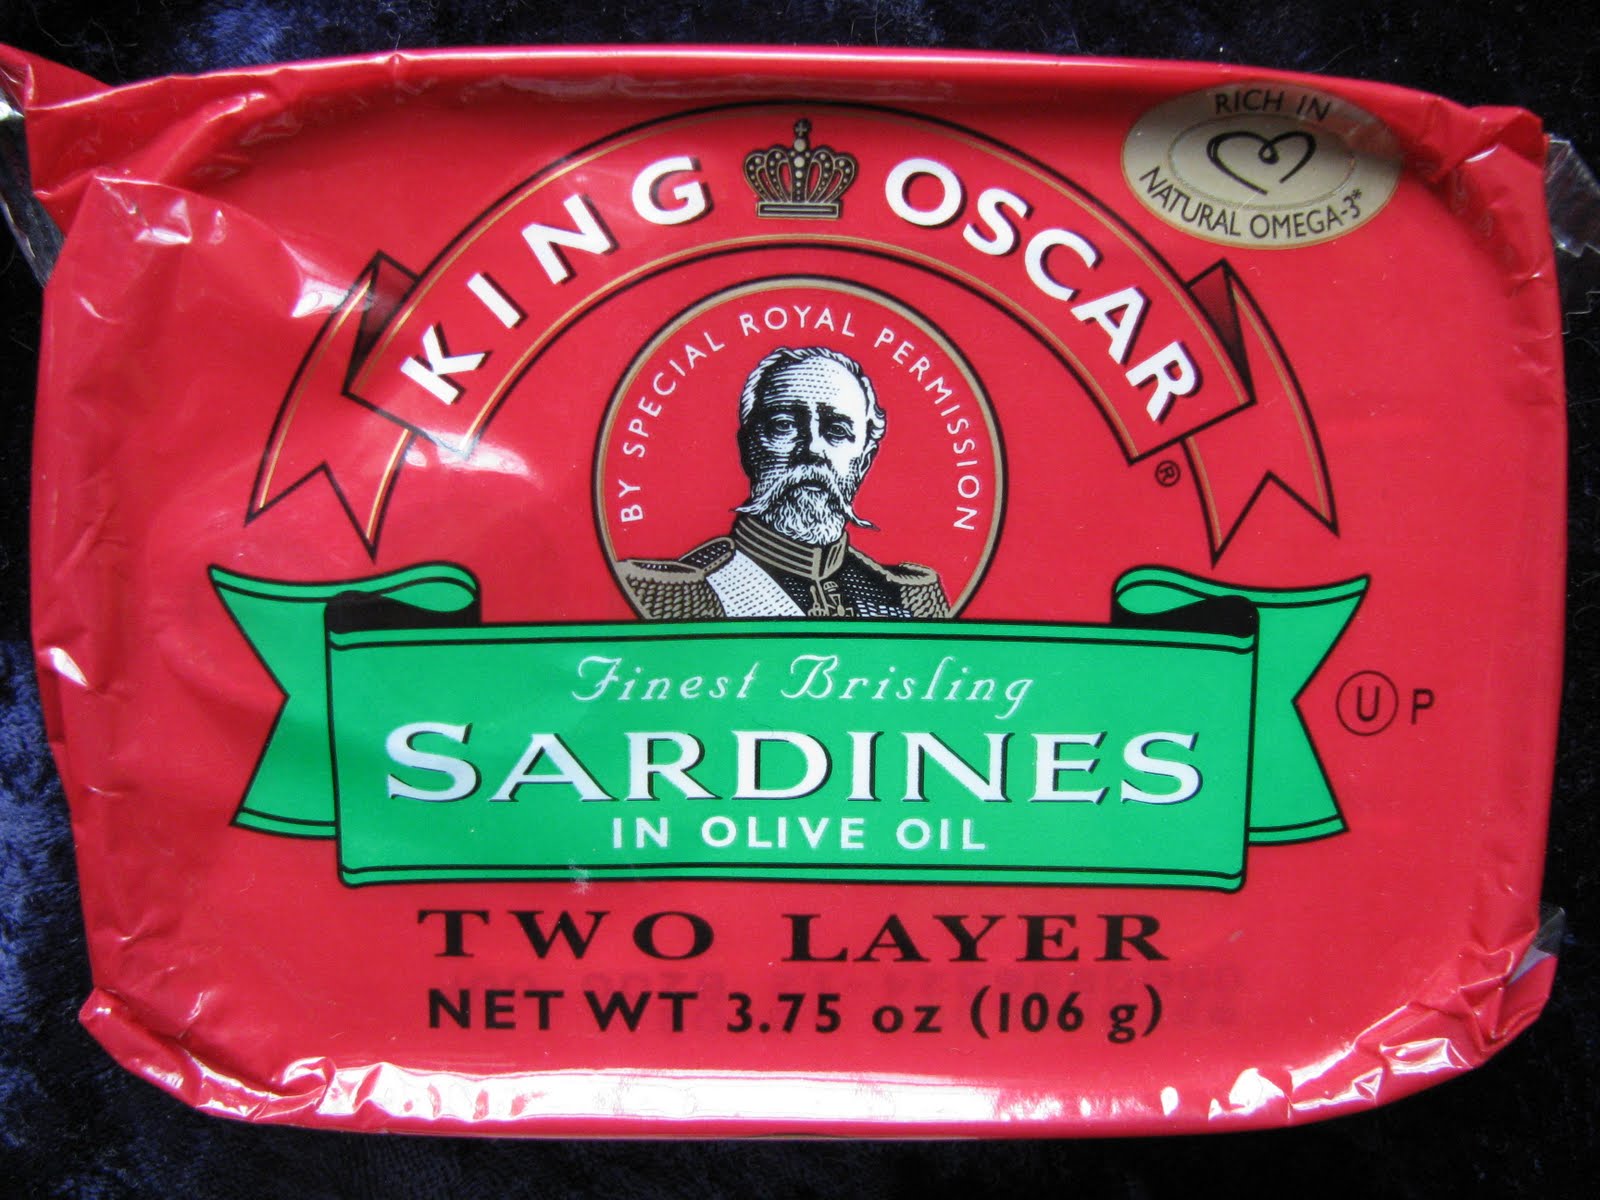 RICH IN
NATURAL OMEGA-3*
KING OSCAR®
BY SPECIAL ROYAL PERMISSION
Finest Brisling
SARDINES
IN OLIVE OIL
Ⓤ P
TWO LAYER
NET WT 3.75 oz (106 g)